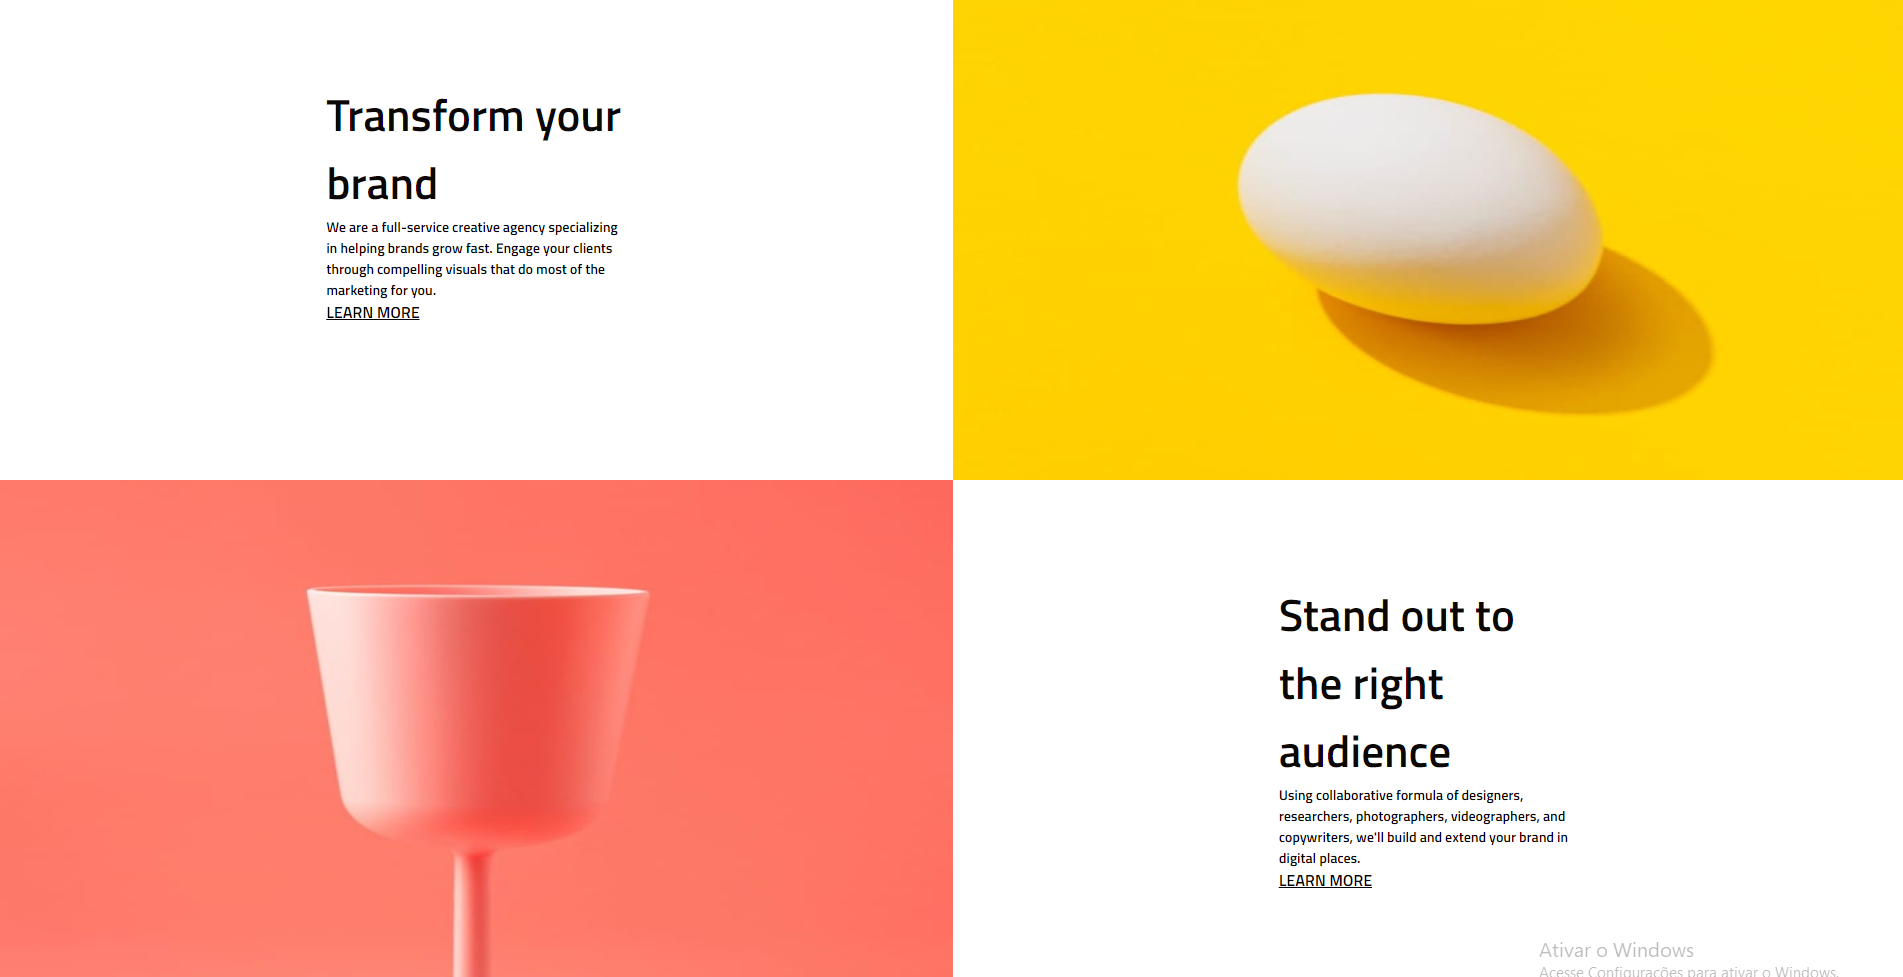 Transform your
brand
We are a full-service creative agency specializing
in helping brands grow fast. Engage your clients
through compelling visuals that do most of the
marketing for you.
LEARN MORE
Stand out to
the right
audience
Using collaborative formula of designers,
researchers, photographers, videographers, and
copywriters, we'll build and extend your brand in
digital places.
LEARN MORE
Ativar o Windows
Acesse Configurações para ativar o Windows.